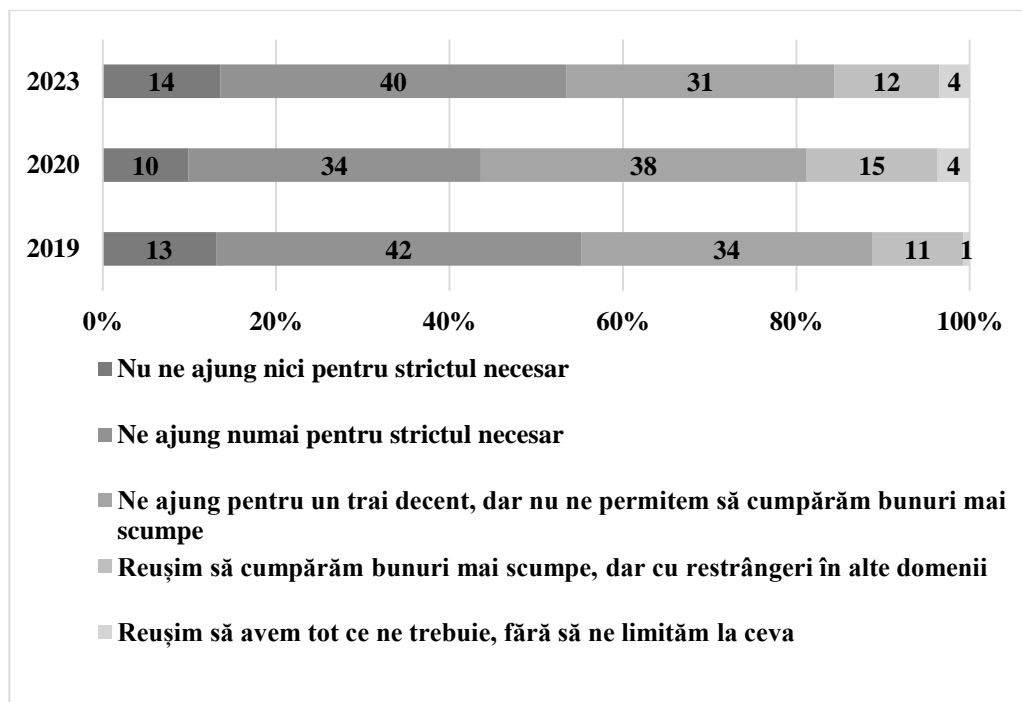 2023 14 40 31 12 4
2020 10 34 38 15 4
2019 13 42 34 11 1
0% 20% 40% 60% 80% 100%
Nu ne ajung nici pentru strictul necesar
Ne ajung numai pentru strictul necesar
Ne ajung pentru un trai decent, dar nu ne permitem să cumpărăm bunuri mai
scumpe
Reușim să cumpărăm bunuri mai scumpe, dar cu restrângeri în alte domenii
Reușim să avem tot ce ne trebuie, fără să ne limităm la ceva